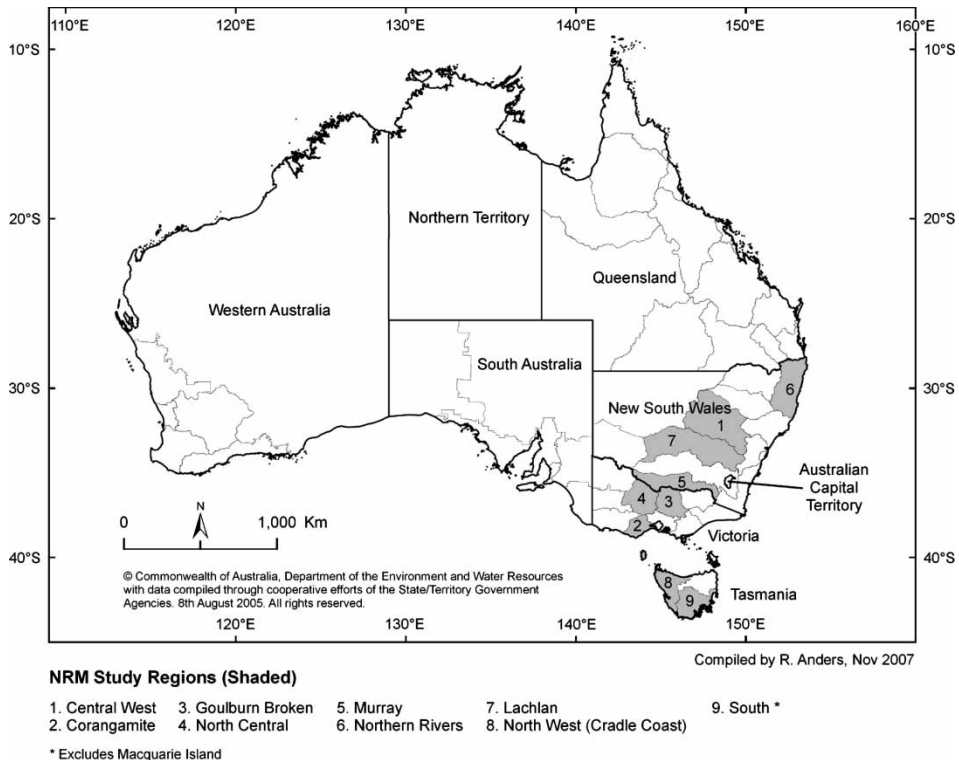 110°E 120°E 130°E 140°E 150°E 160°E
10°S 10°S
Northern Territory
20°S 20°S
Queensland
Western Australia
South Australia
30°S 6 30°S
New South Wales
1
7
Australian
Capital
Territory
5
4 3
N
0 1,000 Km
2
Victoria
40°S 40°S
© Commonwealth of Australia, Department of the Environment and Water Resources
with data compiled through cooperative efforts of the State/Territory Government
Agencies. 8th August 2005. All rights reserved.
8
9
Tasmania
120°E 130°E 140°E 150°E
Compiled by R. Anders, Nov 2007
NRM Study Regions (Shaded)
1. Central West 3. Goulburn Broken 5. Murray 7. Lachlan 9. South *
2. Corangamite 4. North Central 6. Northern Rivers 8. North West (Cradle Coast)
* Excludes Macquarie Island